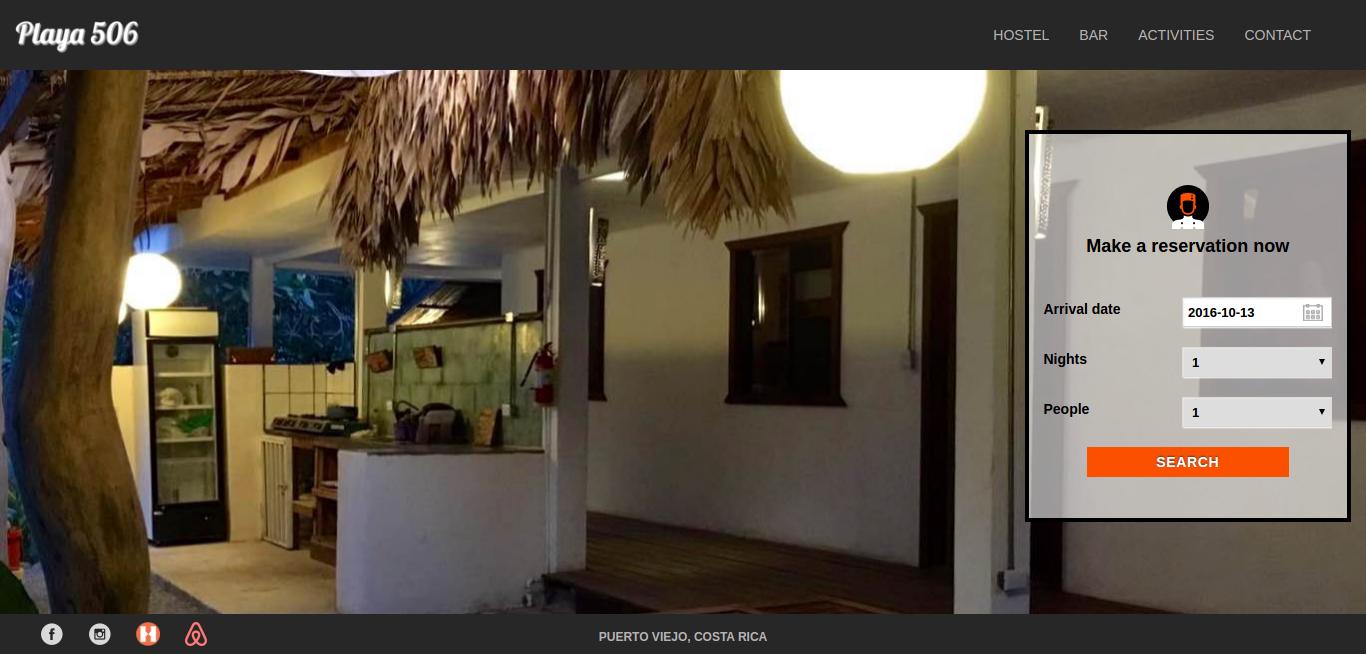 Playa 506
HOSTEL BAR ACTIVITIES CONTACT
Make a reservation now
Arrival date 2016-10-13
Nights 1
People 1
SEARCH
PUERTO VIEJO, COSTA RICA